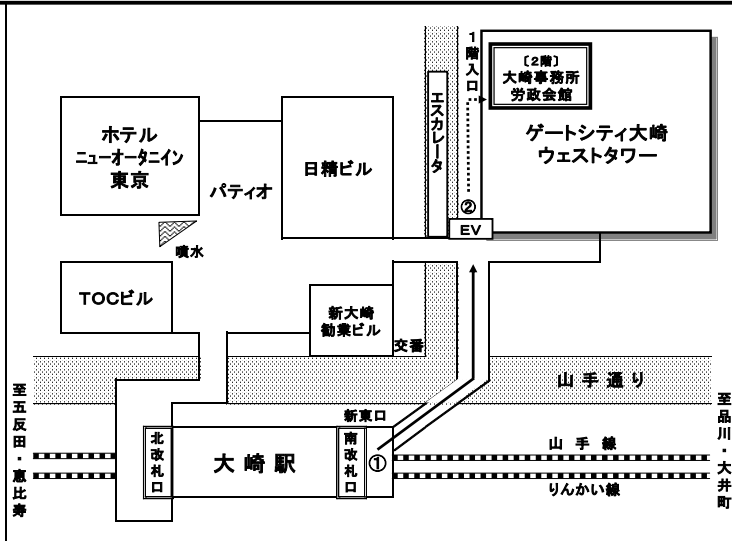 1階入口
〔2階〕
大崎事務所
労政会館
ゲートシティ大崎
ウェストタワー
エスカレータ
②
EV
ホテル
ニューオータニイン
東京
パティオ
日精ビル
噴水
TOCビル
新大崎
勧業ビル
交番
山手通り
至五反田・恵比寿
新東口
北改札口
大崎駅
南改札口
①
山手線
りんかい線
至品川・大井町